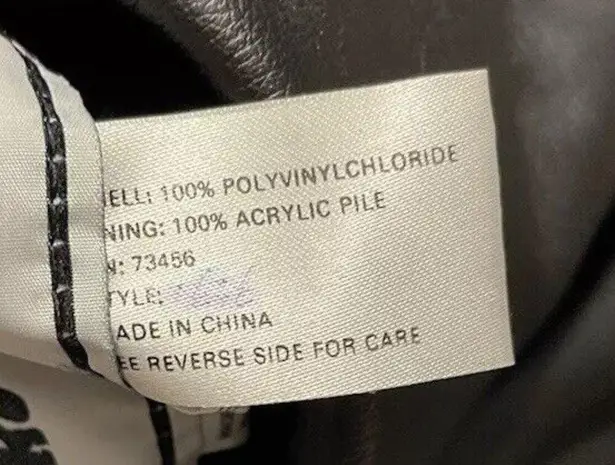 ELL: 100% POLYVINYLCHLORIDE
NING: 100% ACRYLIC PILE
N: 73456
TYLE:
ADE IN CHINA
EE REVERSE SIDE FOR CARE